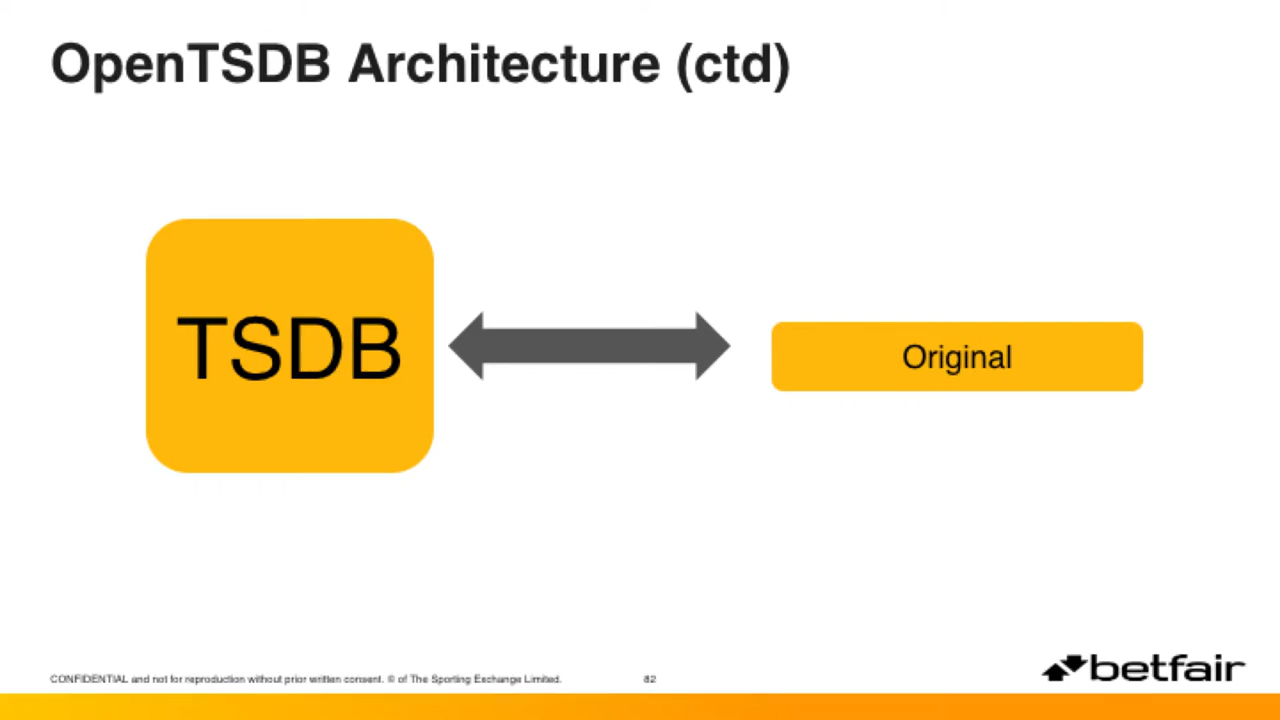 OpenTSDB Architecture (ctd)
TSDB
Original
CONFIDENTIAL and not for reproduction without prior written consent. © of The Sporting Exchange Limited.
82
betfair